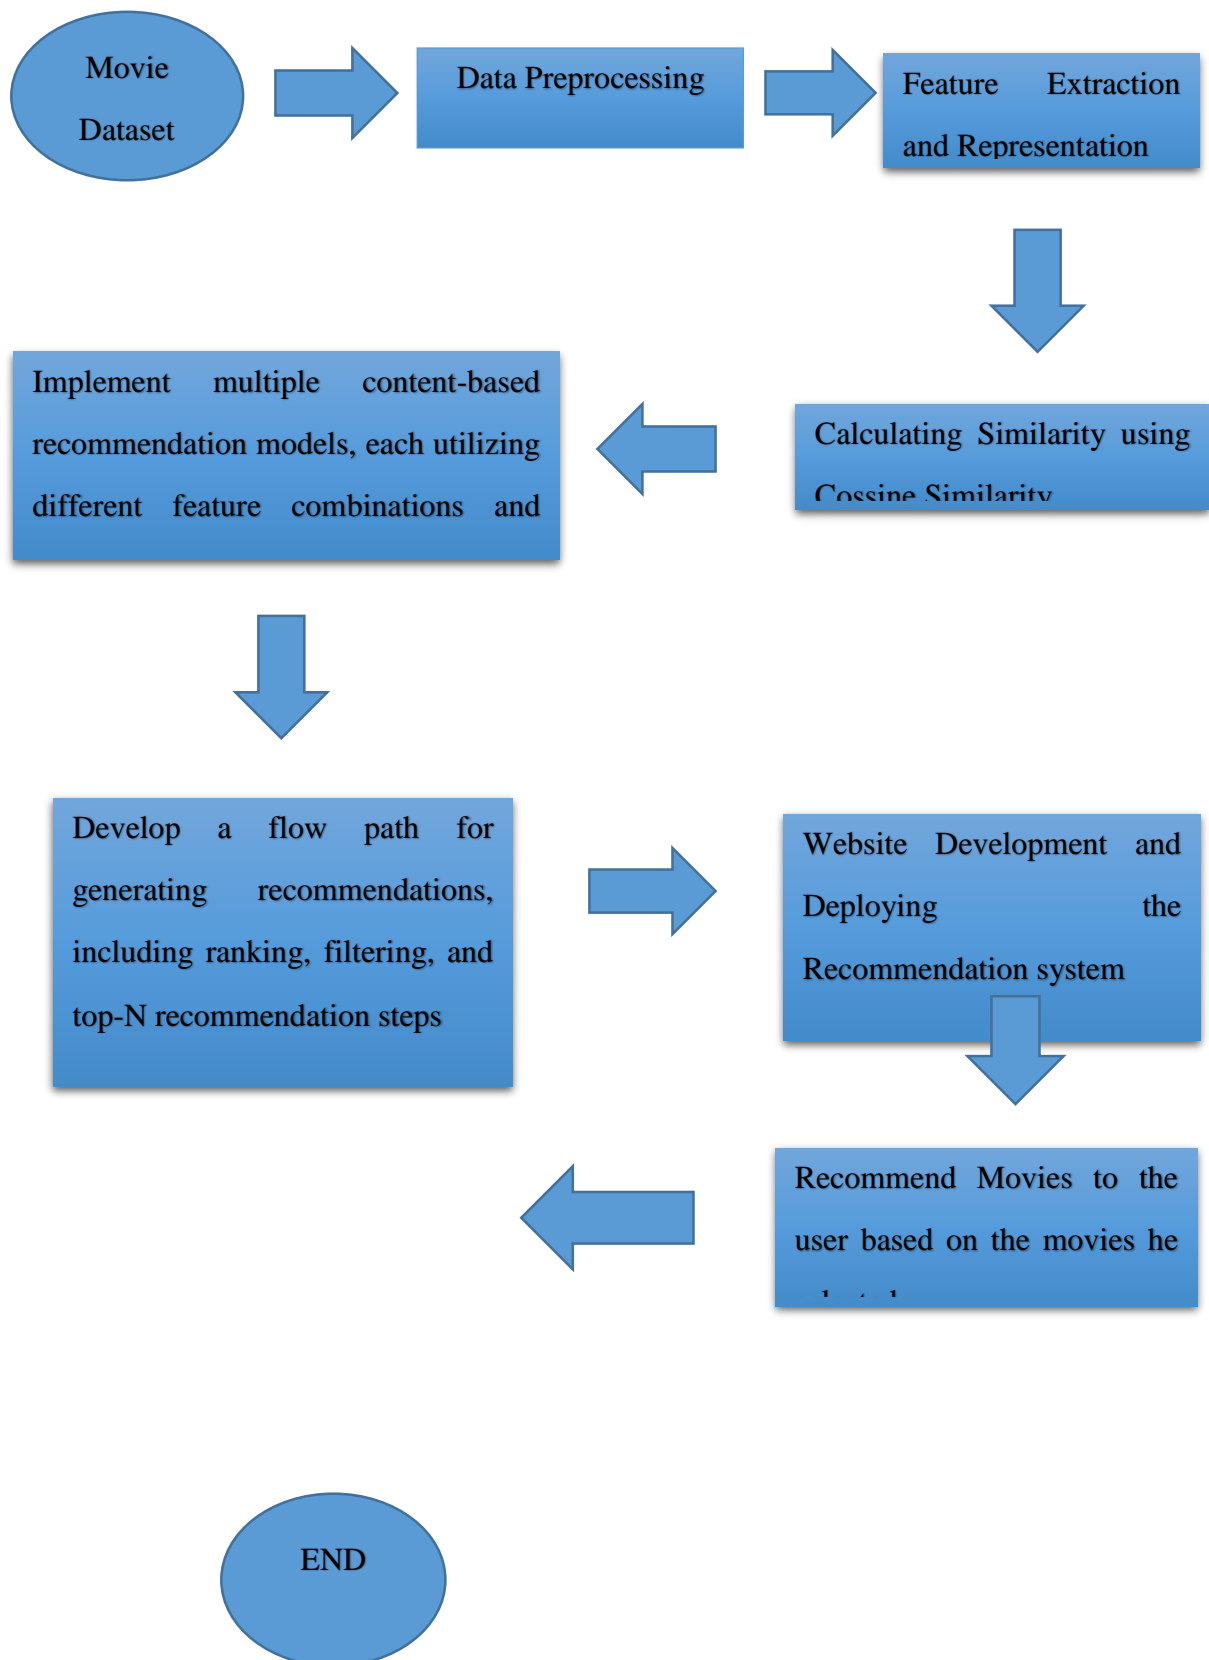 Movie
Dataset
Data Preprocessing
Feature Extraction
and Representation
Calculating Similarity using
Cossine Similarity
Implement multiple content-based
recommendation models, each utilizing
different feature combinations and
Develop a flow path for
generating recommendations,
including ranking, filtering, and
top-N recommendation steps
Website Development and
Deploying the
Recommendation system
Recommend Movies to the
user based on the movies he
END